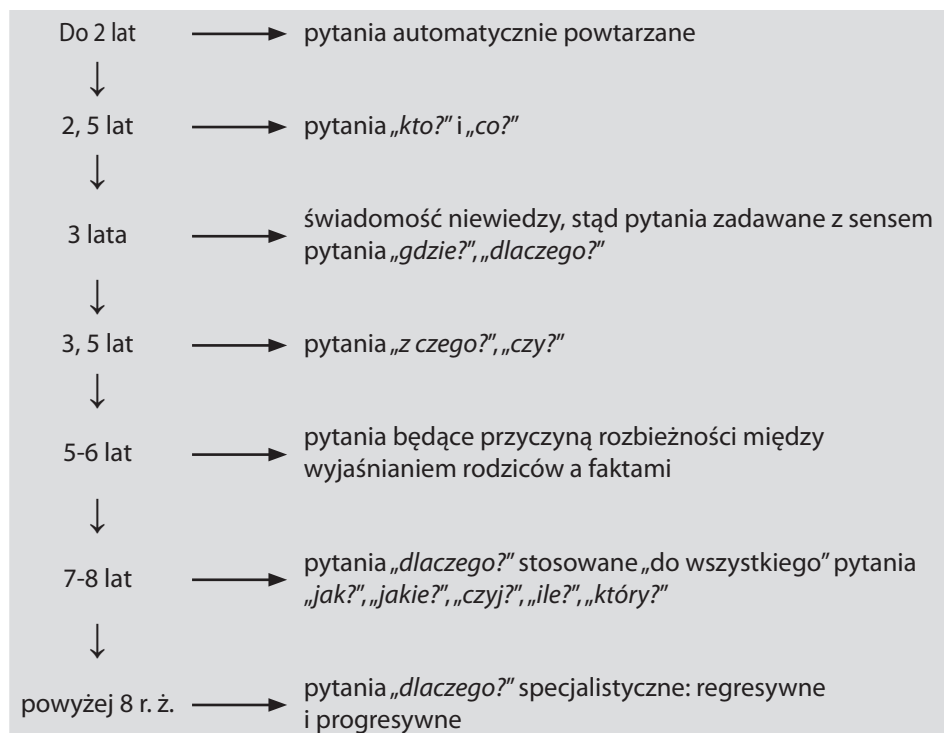 Do 2 lat pytania automatycznie powtarzane
2, 5 lat pytania „kto?” i „co?”
świadomość niewiedzy, stąd pytania zadawane z sensem
3 lata
pytania „gdzie?”, „dlaczego?”
3, 5 lat pytania „z czego?”, „czy?”
pytania będące przyczyną rozbieżności między
5-6 lat
wyjaśnianiem rodziców a faktami
pytania „dlaczego?” stosowane „do wszystkiego” pytania
7-8 lat
„jak?”, „jakie?”, „czyj?”, „ile?”, „który?”
pytania „dlaczego?” specjalistyczne: regresywne
powyżej 8 r. ż.
i progresywne